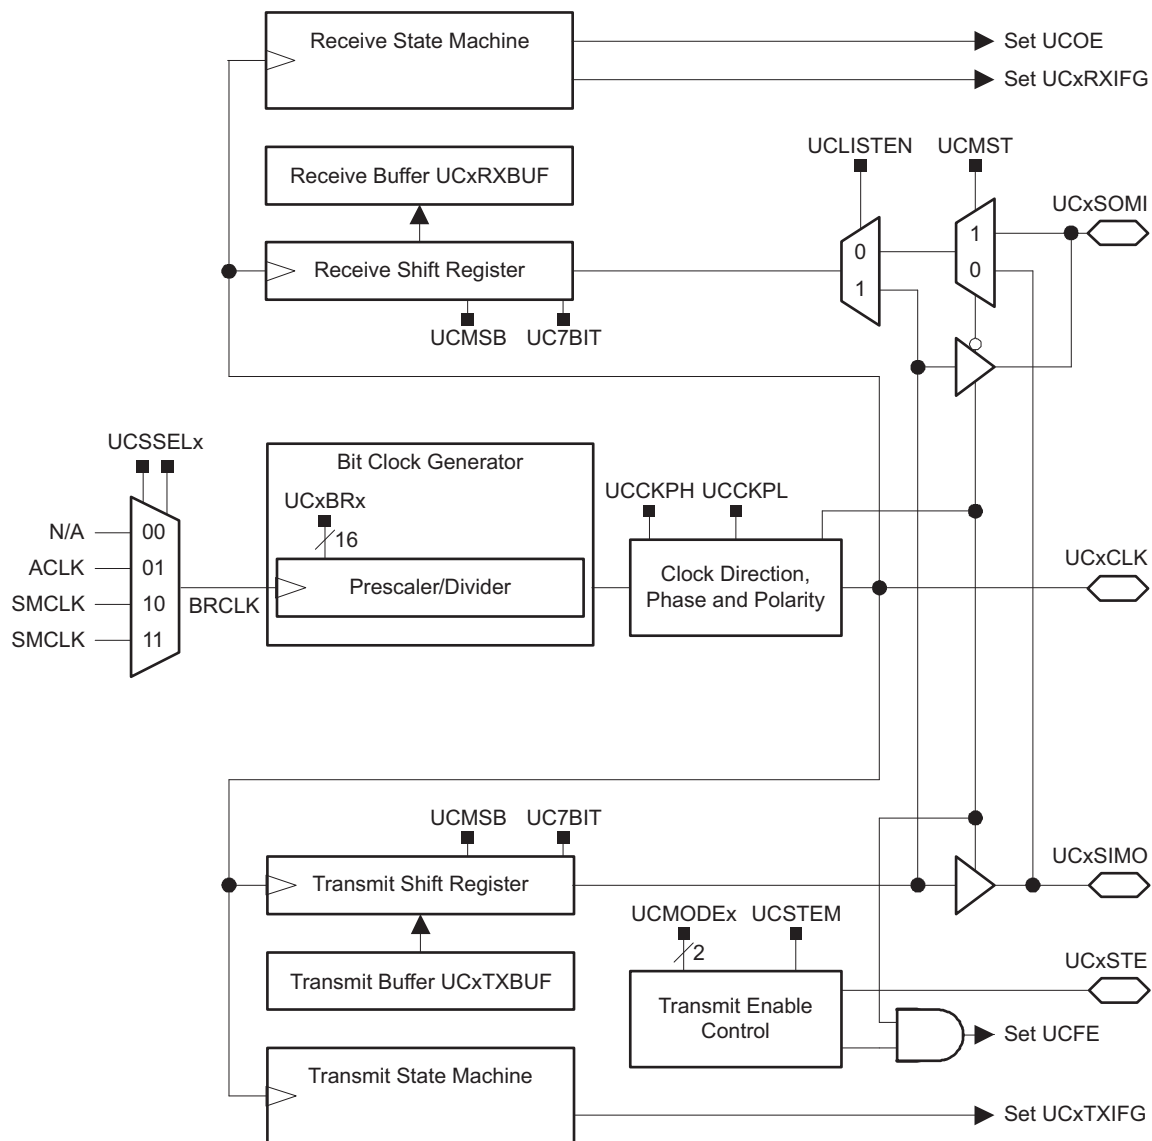 Receive State Machine
Set UCOE
Set UCxRXIFG
UCLISTEN
UCMST
Receive Buffer UCxRXBUF
UCxSOMI
1
0
0
1
Receive Shift Register
UCMSB
UC7BIT
UCSSELx
Bit Clock Generator
UCxBRx
16
UCCKPH
UCCKPL
N/A
00
ACLK
01
SMCLK
10
SMCLK
11
BRCLK
Prescaler/Divider
Clock Direction,
Phase and Polarity
UCxCLK
UCMSB
UC7BIT
Transmit Shift Register
UCxSIMO
UCMODEx
UCSTEM
2
Transmit Buffer UCxTXBUF
UCxSTE
Transmit Enable
Control
Set UCFE
Transmit State Machine
Set UCxTXIFG